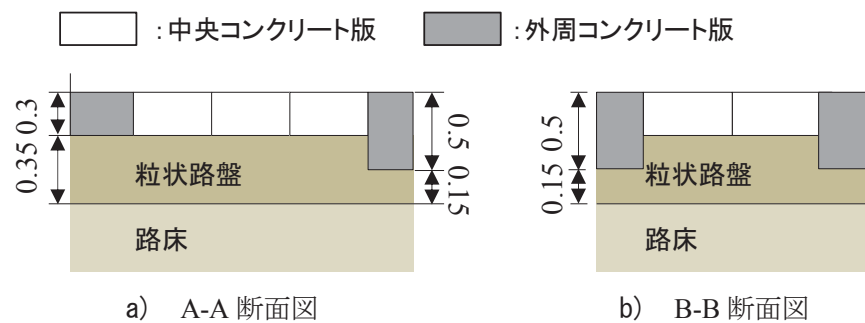 ：中央コンクリート版 ：外周コンクリート版
0.3
0.35
0.5
0.15
粒状路盤
路床
0.5
0.15
粒状路盤
路床
a) A-A 断面図 b) B-B 断面図